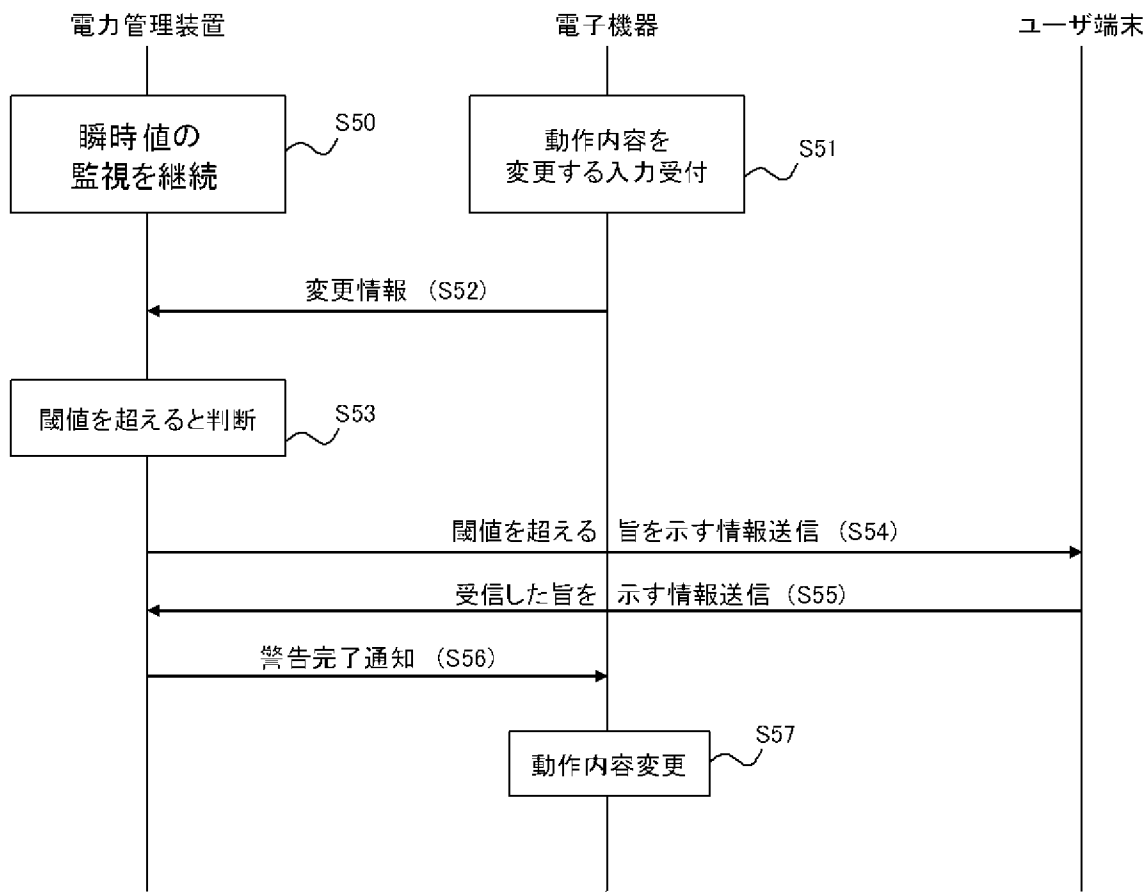 電力管理装置
電子機器
ユーザ端末
瞬時値の
監視を継続
S50
動作内容を
変更する入力受付
S51
変更情報 (S52)
閾値を超えると判断
S53
閾値を超える 旨を示す情報送信 (S54)
受信した旨を 示す情報送信 (S55)
警告完了通知 (S56)
動作内容変更
S57